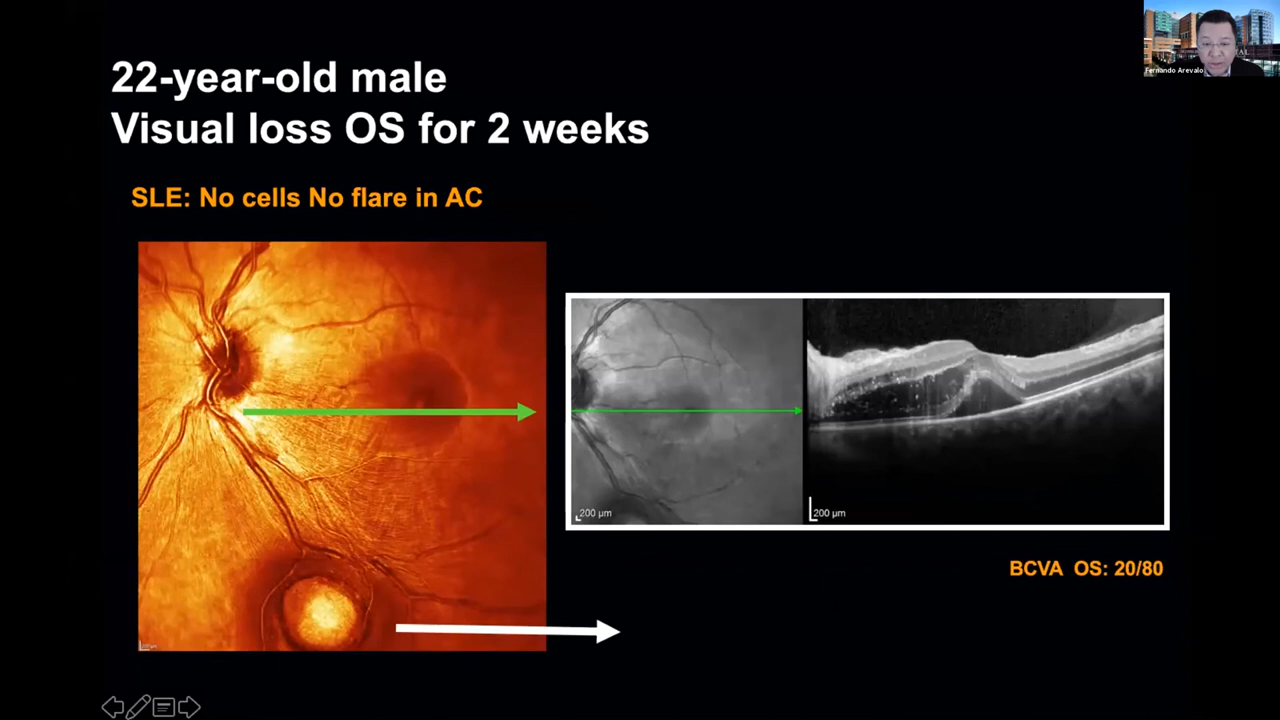 22-year-old male
Visual loss OS for 2 weeks
SLE: No cells No flare in AC
Fernando Arevalo
200 µm
200 µm
BCVA OS: 20/80